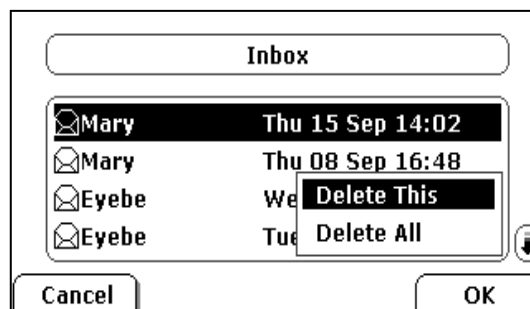 Inbox
Mary Thu 15 Sep 14:02
Mary Thu 08 Sep 16:48
Eyebe We
Delete This
Eyebe Tue
Delete All
Cancel OK